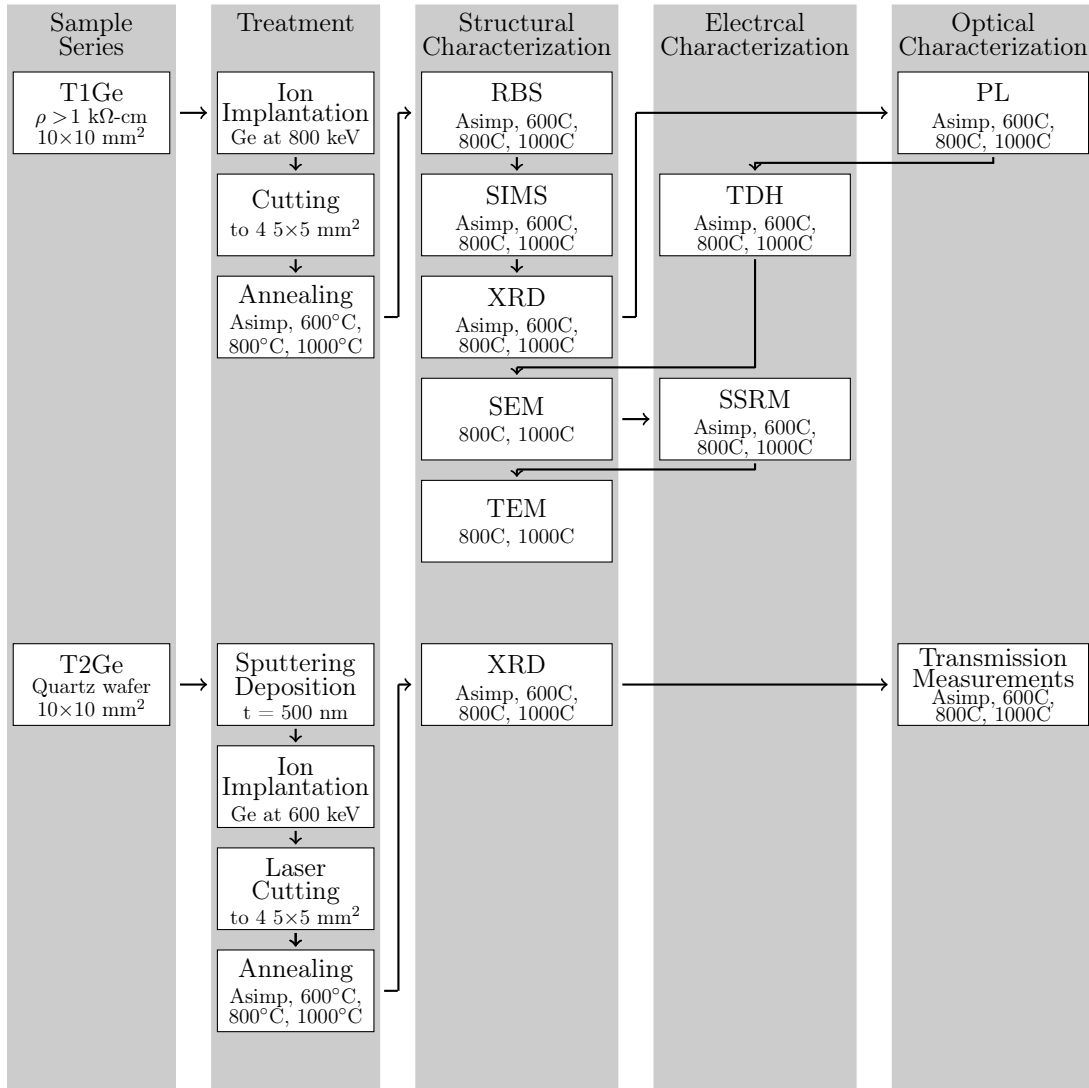 Sample
Series
Treatment
Structural
Characterization
Electrcal
Characterization
Optical
Characterization
T1Ge
ρ >1 kΩ-cm
10×10 mm²
Ion
Implantation
Ge at 800 keV
RBS
Asimp, 600C,
800C, 1000C
PL
Asimp, 600C,
800C, 1000C
Cutting
to 4 5×5 mm²
SIMS
Asimp, 600C,
800C, 1000C
TDH
Asimp, 600C,
800C, 1000C
Annealing
Asimp, 600°C,
800°C, 1000°C
XRD
Asimp, 600C,
800C, 1000C
SEM
800C, 1000C
SSRM
Asimp, 600C,
800C, 1000C
TEM
800C, 1000C
T2Ge
Quartz wafer
10×10 mm²
Sputtering
Deposition
t = 500 nm
XRD
Asimp, 600C,
800C, 1000C
Transmission
Measurements
Asimp, 600C,
800C, 1000C
Ion
Implantation
Ge at 600 keV
Laser
Cutting
to 4 5×5 mm²
Annealing
Asimp, 600°C,
800°C, 1000°C